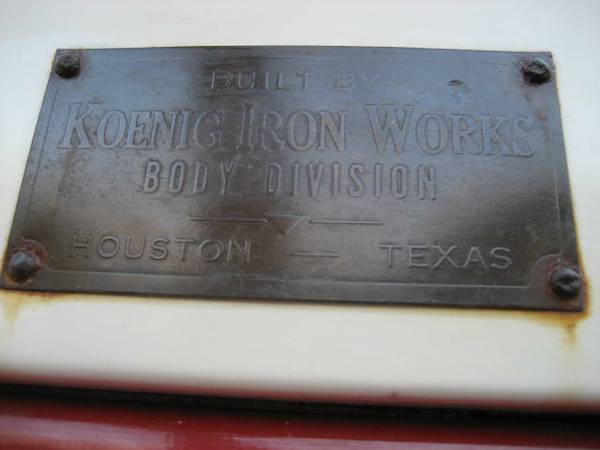 BUILT BY
KOENIG IRON WORKS
BODY DIVISION
HOUSTON — TEXAS